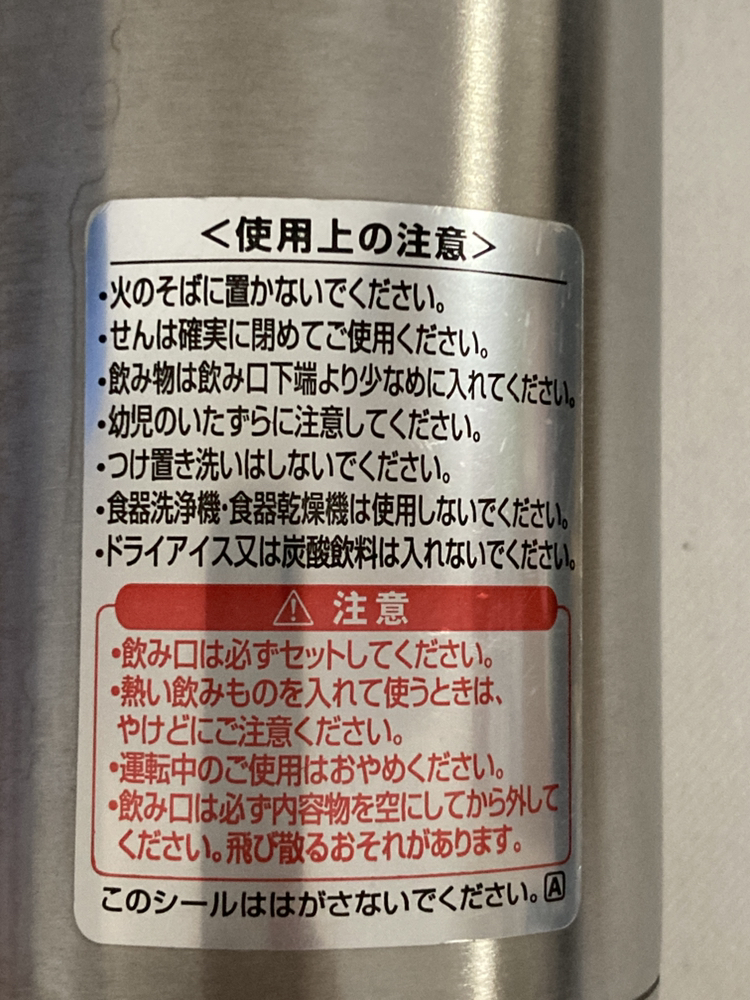 ＜使用上の注意＞
・火のそばに置かないでください。
・せんは確実に閉めてご使用ください。
・飲み物は飲み口下端より少なめに入れてください。
・幼児のいたずらに注意してください。
・つけ置き洗いはしないでください。
・食器洗浄機・食器乾燥機は使用しないでください。
・ドライアイス又は炭酸飲料は入れないでください。
⚠ 注意
・飲み口は必ずセットしてください。
・熱い飲みものを入れて使うときは、
やけどにご注意ください。
・運転中のご使用はおやめください。
・飲み口は必ず内容物を空にしてから外して
ください。飛び散るおそれがあります。
このシールははがさないでください。A